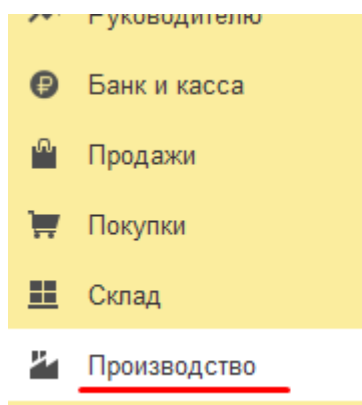 Руководителю
Банк и касса
Продажи
Покупки
Склад
Производство